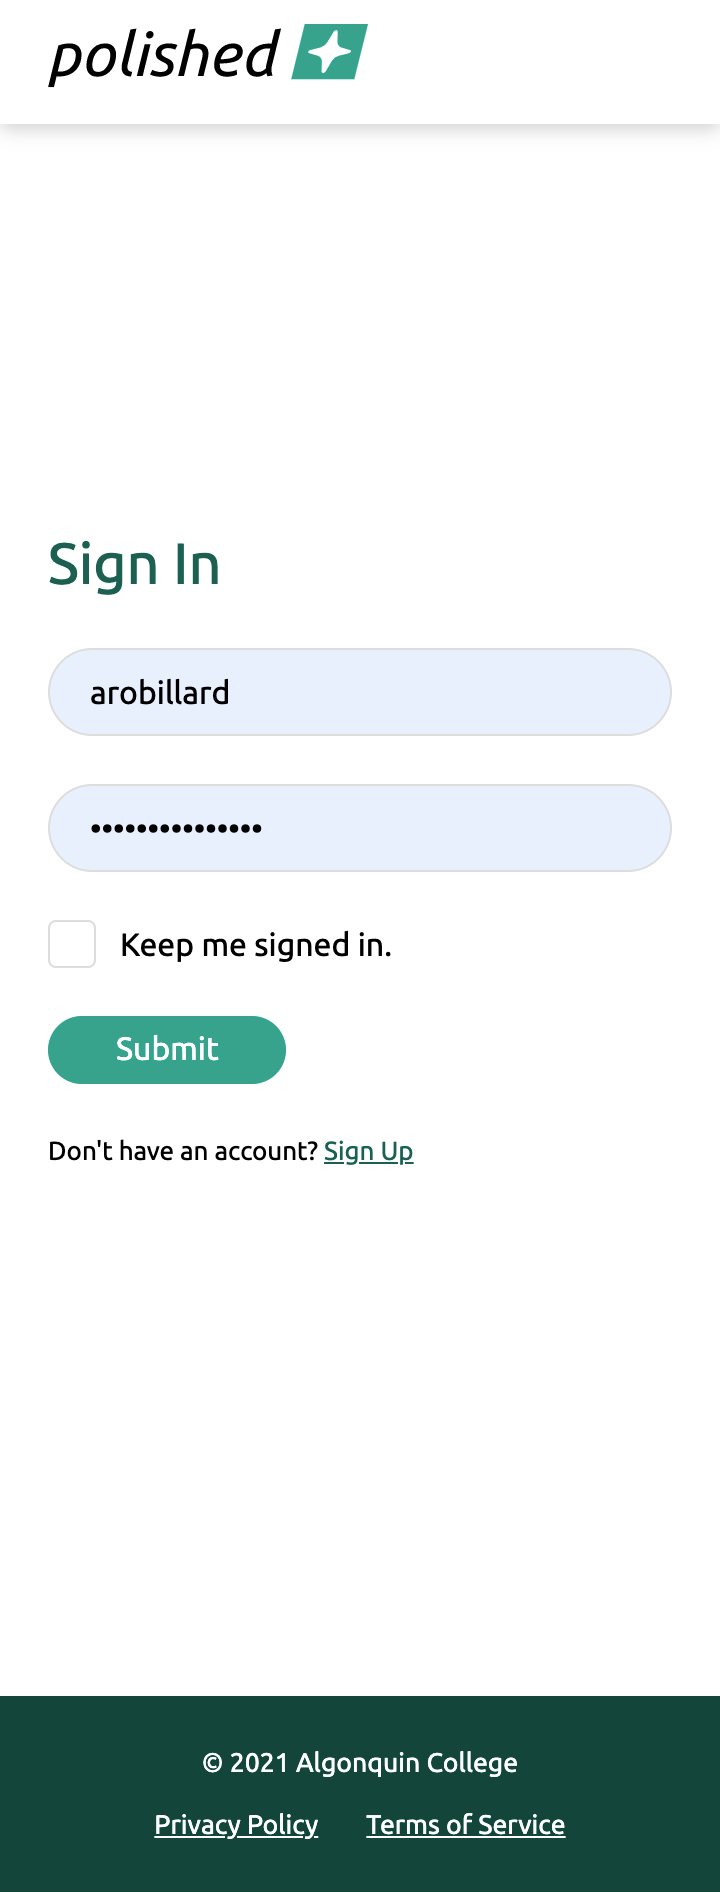 polished
Sign In
arobillard
•••••••••••••••
Keep me signed in.
Submit
Don't have an account? Sign Up
© 2021 Algonquin College
Privacy Policy Terms of Service